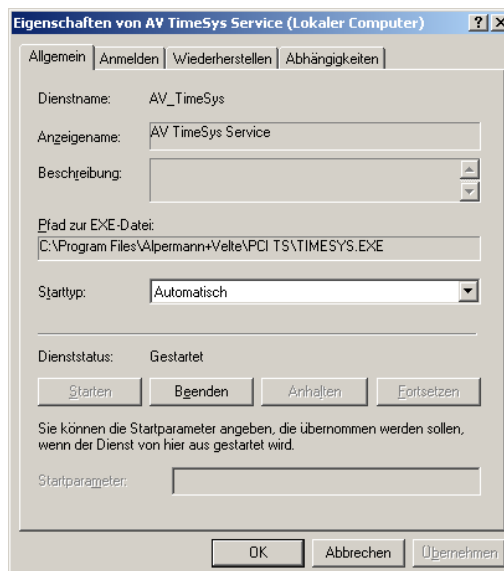 Eigenschaften von AV TimeSys Service (Lokaler Computer)
Allgemein Anmelden Wiederherstellen Abhängigkeiten
Dienstname: AV_TimeSys
Anzeigename: AV TimeSys Service
Beschreibung:
Pfad zur EXE-Datei:
C:\Program Files\Alpermann+Velte\PCI TS\TIMESYS.EXE
Starttyp: Automatisch
Dienststatus: Gestartet
Starten Beenden Anhalten Fortsetzen
Sie können die Startparameter angeben, die übernommen werden sollen,
wenn der Dienst von hier aus gestartet wird.
Startparameter:
OK Abbrechen Übernehmen